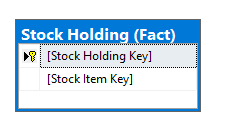 Stock Holding (Fact)
[Stock Holding Key]
[Stock Item Key]